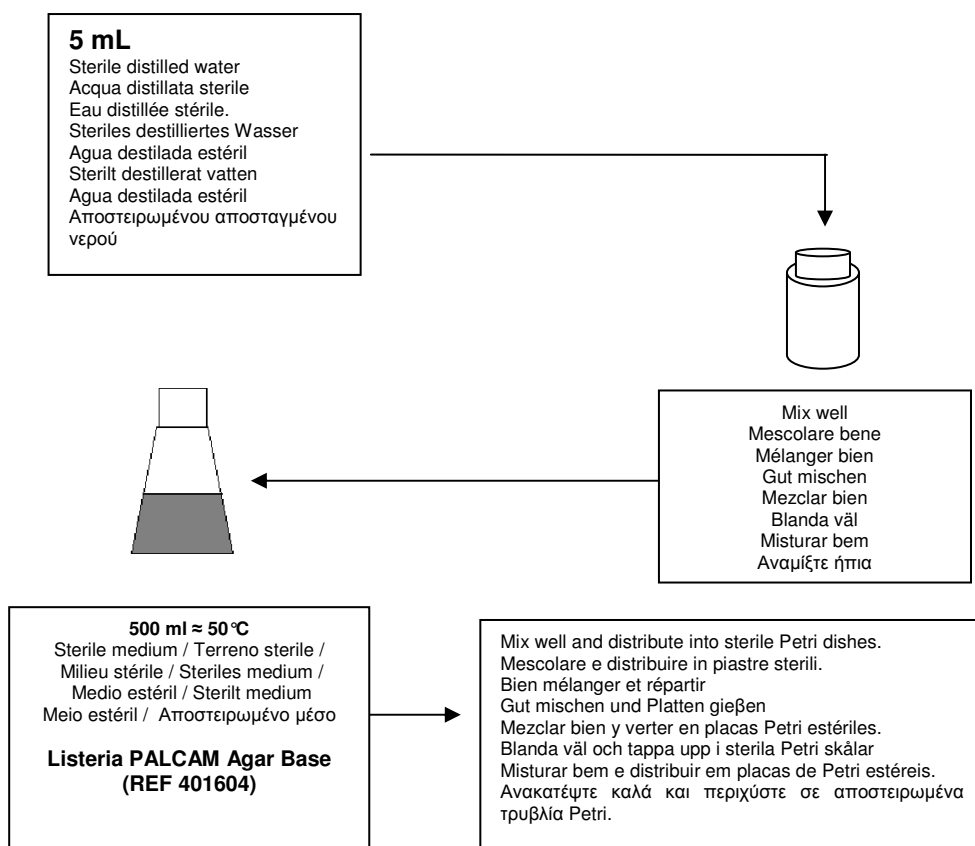 5 mL
Sterile distilled water
Acqua distillata sterile
Eau distillée stérile.
Steriles destilliertes Wasser
Agua destilada estéril
Sterilt destillerat vatten
Agua destilada estéril
Αποστειρωμένου αποσταγμένου
νερού
Mix well
Mescolare bene
Mélanger bien
Gut mischen
Mezclar bien
Blanda väl
Misturar bem
Αναμίξτε ήπια
500 ml ≈ 50°C
Sterile medium / Terreno sterile /
Milieu stérile / Steriles medium /
Medio estéril / Sterilt medium
Meio estéril / Αποστειρωμένο μέσο
Listeria PALCAM Agar Base
(REF 401604)
Mix well and distribute into sterile Petri dishes.
Mescolare e distribuire in piastre sterili.
Bien mélanger et répartir
Gut mischen und Platten gieβen
Mezclar bien y verter en placas Petri estériles.
Blanda väl och tappa upp i sterila Petri skålar
Misturar bem e distribuir em placas de Petri estéreis.
Ανακατέψτε καλά και περιχύστε σε αποστειρωμένα
τρυβλία Petri.